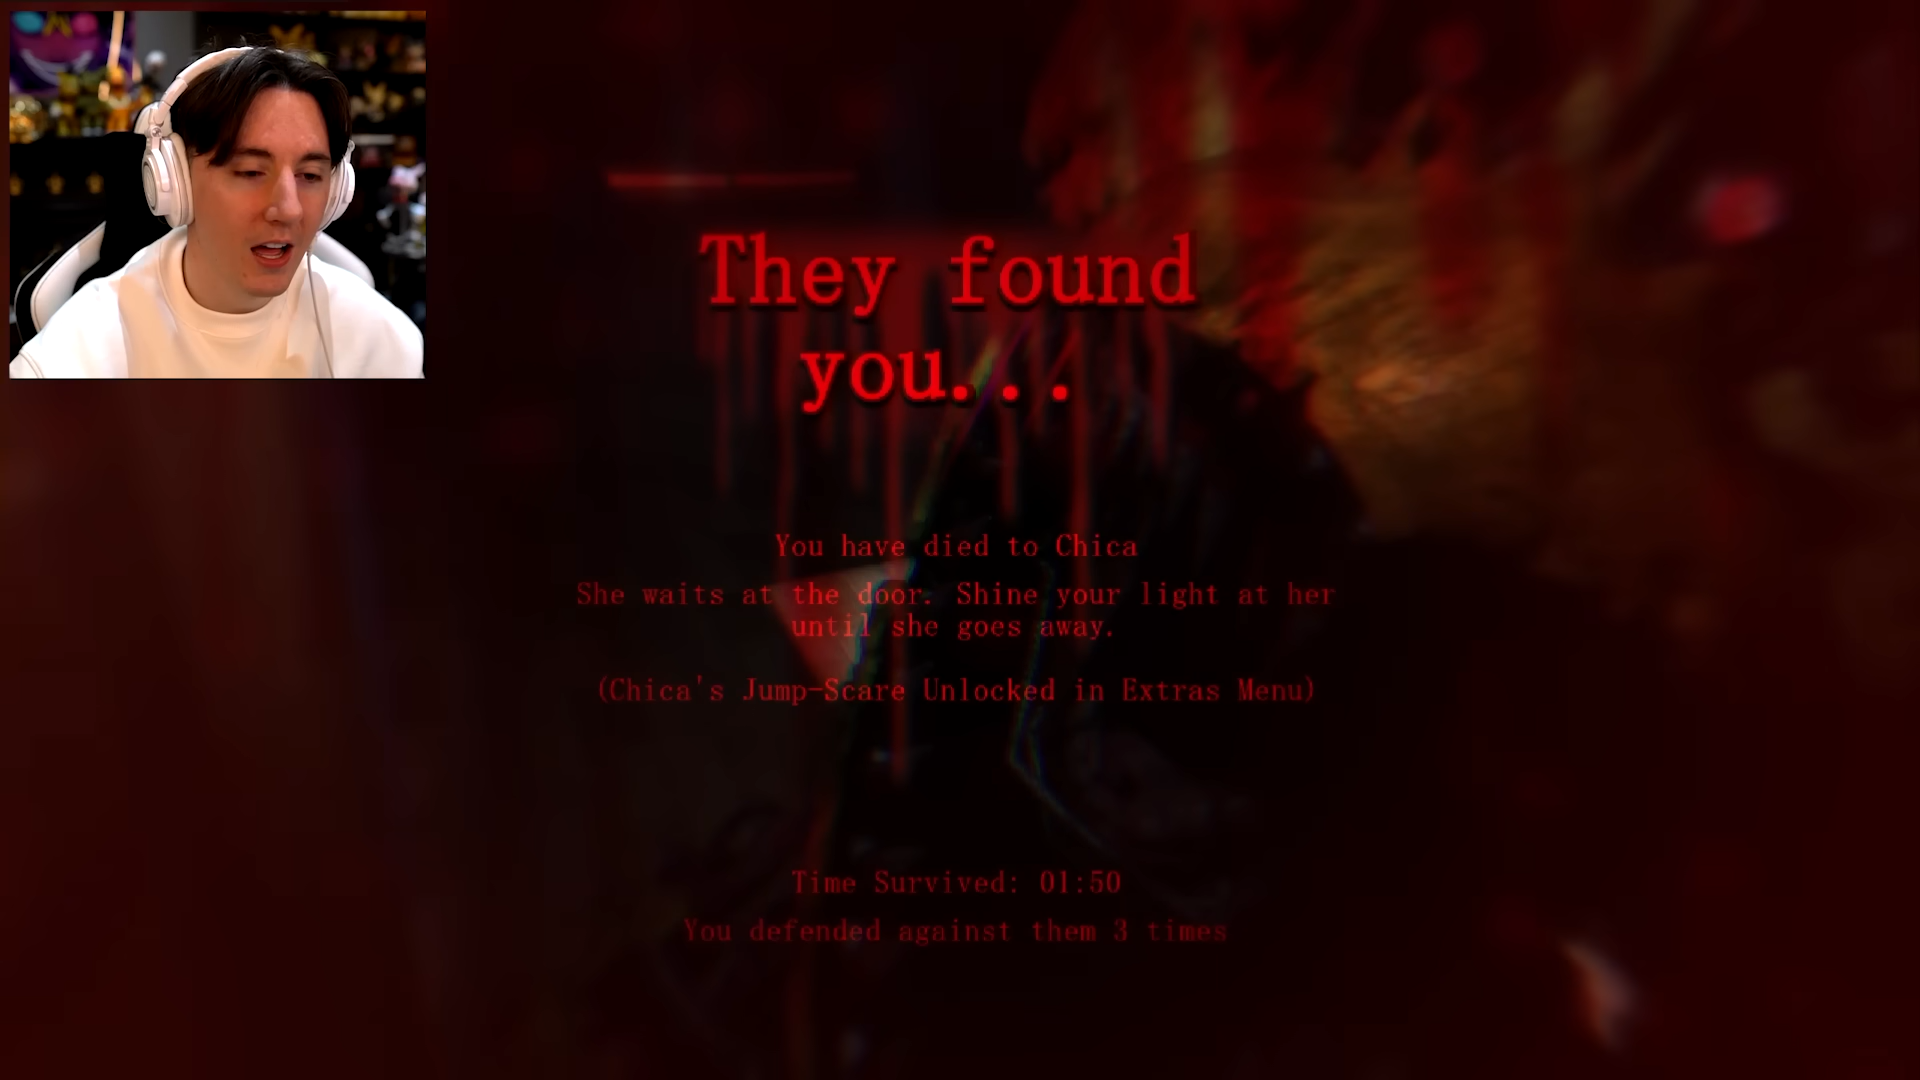 They found
you...
You have died to Chica
She waits at the door. Shine your light at her
until she goes away.
(Chica's Jump-Scare Unlocked in Extras Menu)
Time Survived: 01:50
You defended against them 3 times